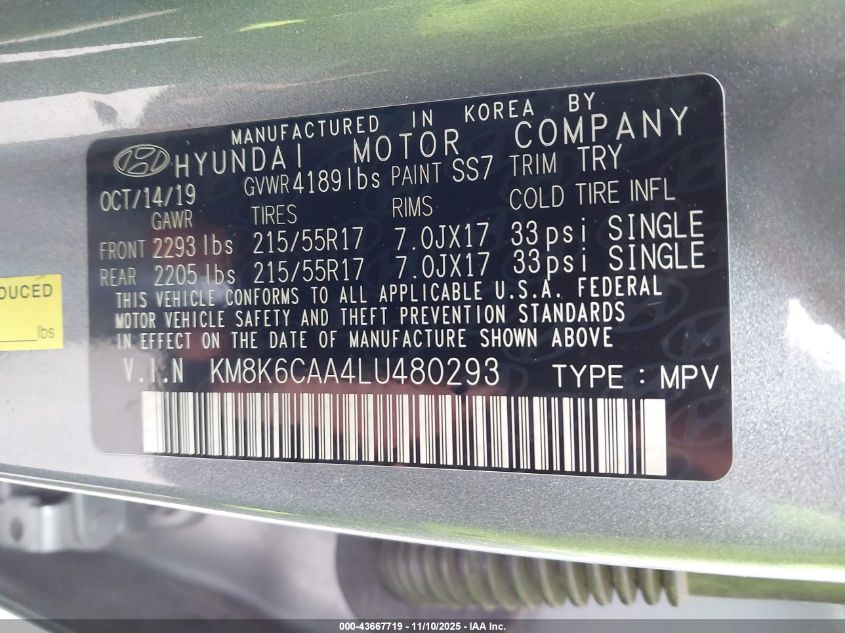 MANUFACTURED IN KOREA BY
HYUNDAI MOTOR COMPANY
OCT/14/19 GVWR 4189 lbs PAINT SS7 TRIM TRY
GAWR TIRES RIMS COLD TIRE INFL
FRONT 2293 lbs 215/55R17 7.0JX17 33psi SINGLE
REAR 2205 lbs 215/55R17 7.0JX17 33psi SINGLE
THIS VEHICLE CONFORMS TO ALL APPLICABLE U.S.A. FEDERAL
MOTOR VEHICLE SAFETY AND THEFT PREVENTION STANDARDS
IN EFFECT ON THE DATE OF MANUFACTURE SHOWN ABOVE
V.I.N KM8K6CAA4LU480293 TYPE : MPV
lbs
000-43667719 - 11/10/2025 - IAA Inc.